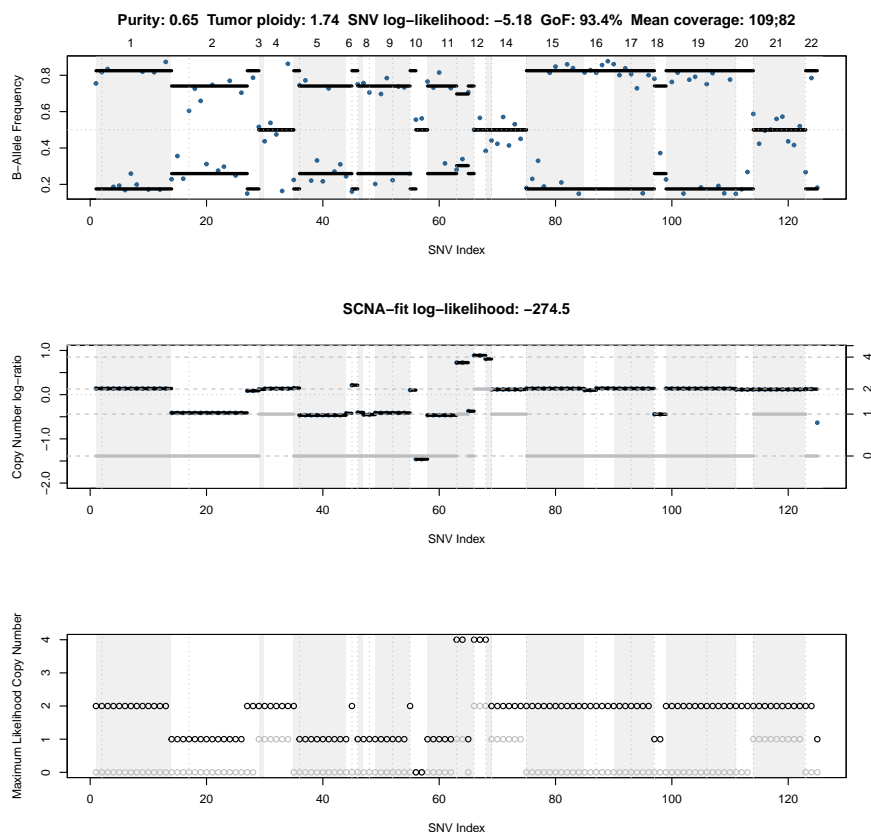 Purity: 0.65 Tumor ploidy: 1.74 SNV log−likelihood: −5.18 GoF: 93.4% Mean coverage: 109;82
1 2 3 4 5 6 8 9 10 11 12 14 15 16 17 18 19 20 21 22
B−Allele Frequency
0.8
0.6
0.4
0.2
0 20 40 60 80 100 120
SNV Index
SCNA−fit log−likelihood: −274.5
Copy Number log−ratio
1.0
0.0
−1.0
−2.0
4
2
1
0
0 20 40 60 80 100 120
SNV Index
Maximum Likelihood Copy Number
4
3
2
1
0
0 20 40 60 80 100 120
SNV Index